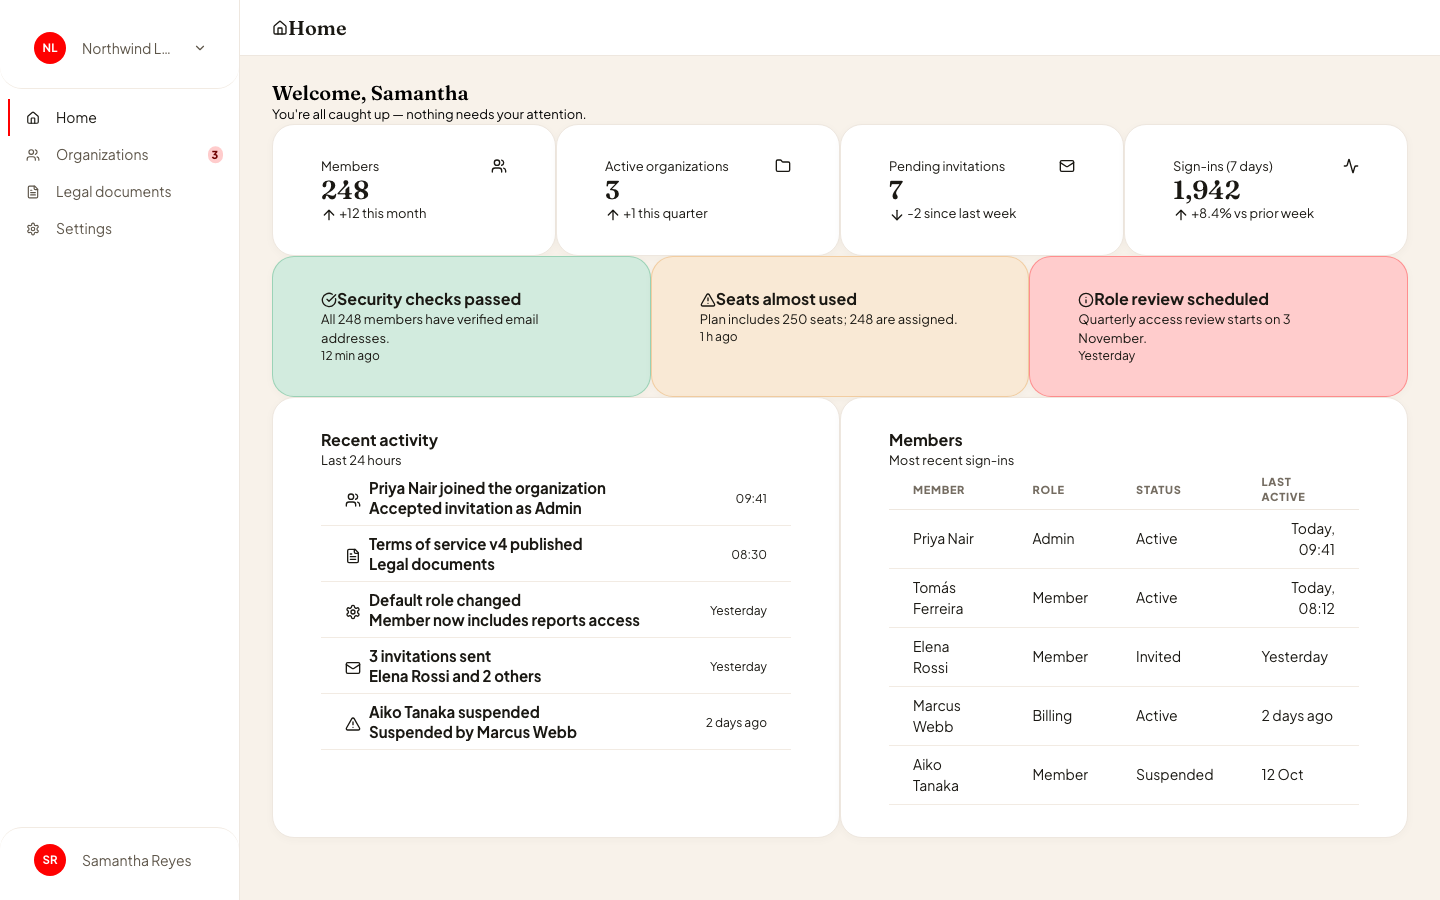 NL
Northwind L...
Home
Organizations
3
Legal documents
Settings
SR
Samantha Reyes
Home
Welcome, Samantha
You're all caught up — nothing needs your attention.
Members
248
+12 this month
Active organizations
3
+1 this quarter
Pending invitations
7
-2 since last week
Sign-ins (7 days)
1,942
+8.4% vs prior week
Security checks passed
All 248 members have verified email
addresses.
12 min ago
Seats almost used
Plan includes 250 seats; 248 are assigned.
1 h ago
Role review scheduled
Quarterly access review starts on 3
November.
Yesterday
Recent activity
Last 24 hours
Priya Nair joined the organization
Accepted invitation as Admin
09:41
Terms of service v4 published
Legal documents
08:30
Default role changed
Member now includes reports access
Yesterday
3 invitations sent
Elena Rossi and 2 others
Yesterday
Aiko Tanaka suspended
Suspended by Marcus Webb
2 days ago
Members
Most recent sign-ins
MEMBER ROLE STATUS LAST
ACTIVE
Priya Nair Admin Active Today,
09:41
Tomás
Ferreira Member Active Today,
08:12
Elena
Rossi Member Invited Yesterday
Marcus
Webb Billing Active 2 days ago
Aiko
Tanaka Member Suspended 12 Oct